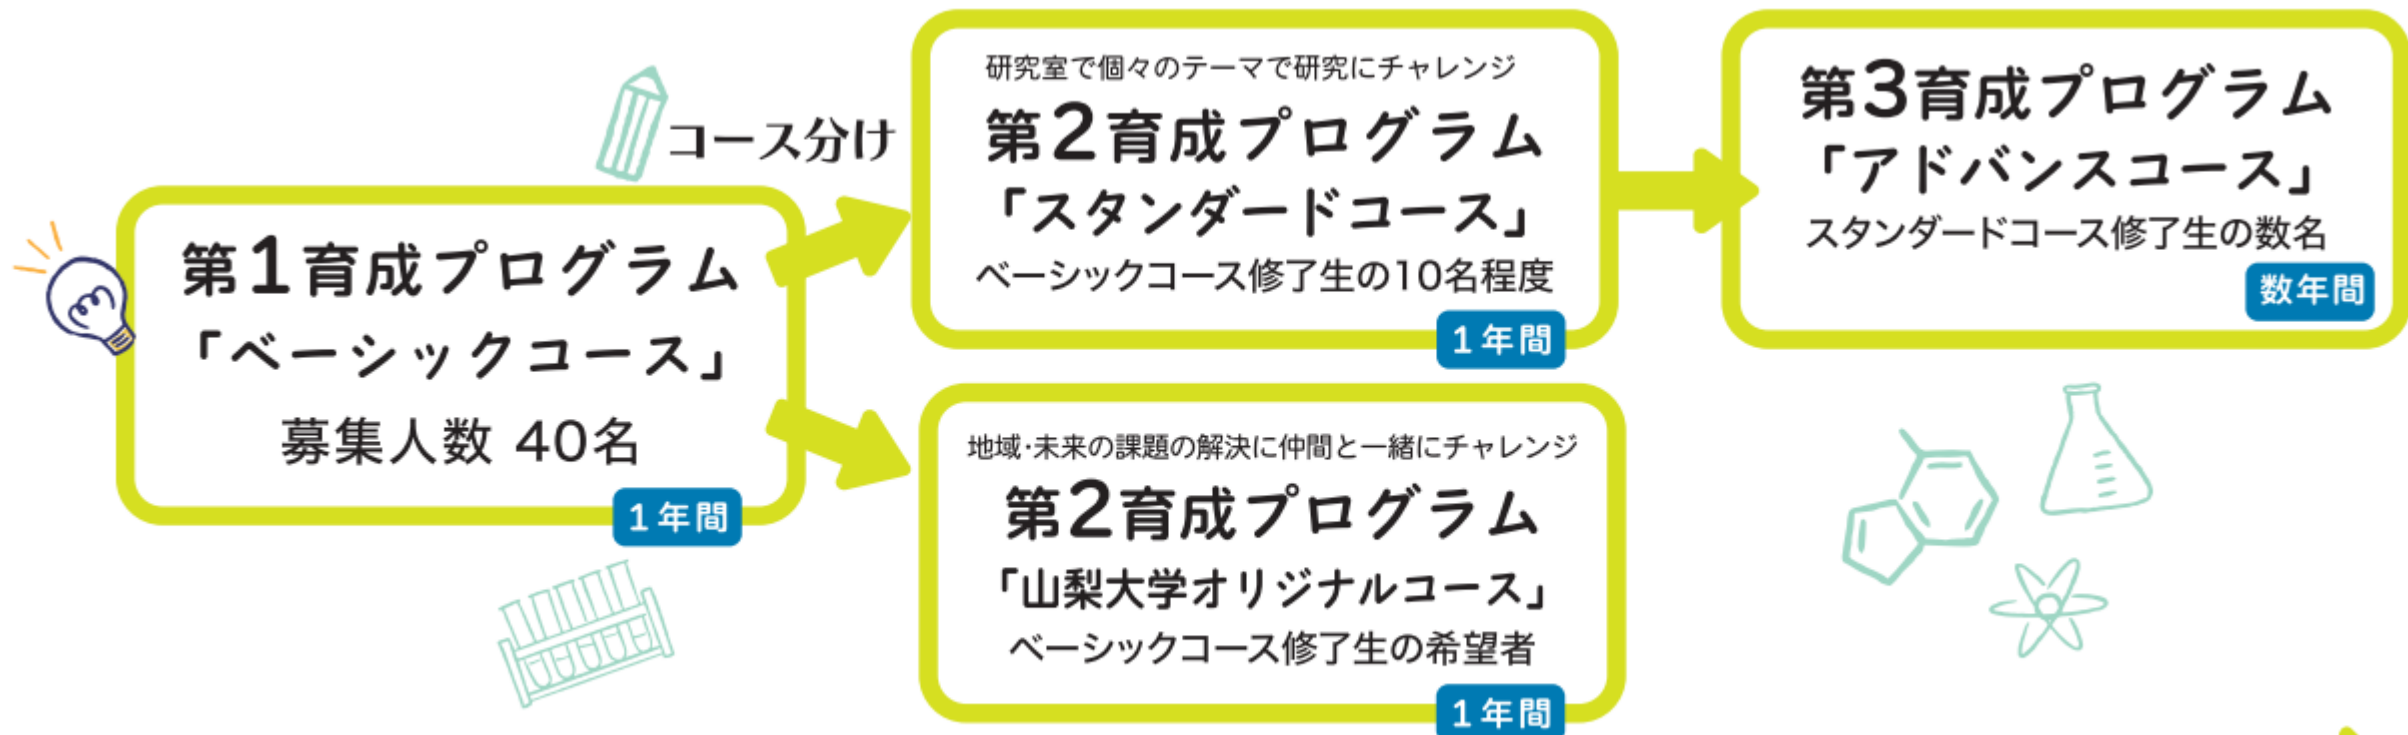 第1育成プログラム
「ベーシックコース」
募集人数 40名
1年間
コース分け
研究室で個々のテーマで研究にチャレンジ
第2育成プログラム
「スタンダードコース」
ベーシックコース修了生の10名程度
1年間
地域･未来の課題の解決に仲間と一緒にチャレンジ
第2育成プログラム
「山梨大学オリジナルコース」
ベーシックコース修了生の希望者
1年間
第3育成プログラム
「アドバンスコース」
スタンダードコース修了生の数名
数年間